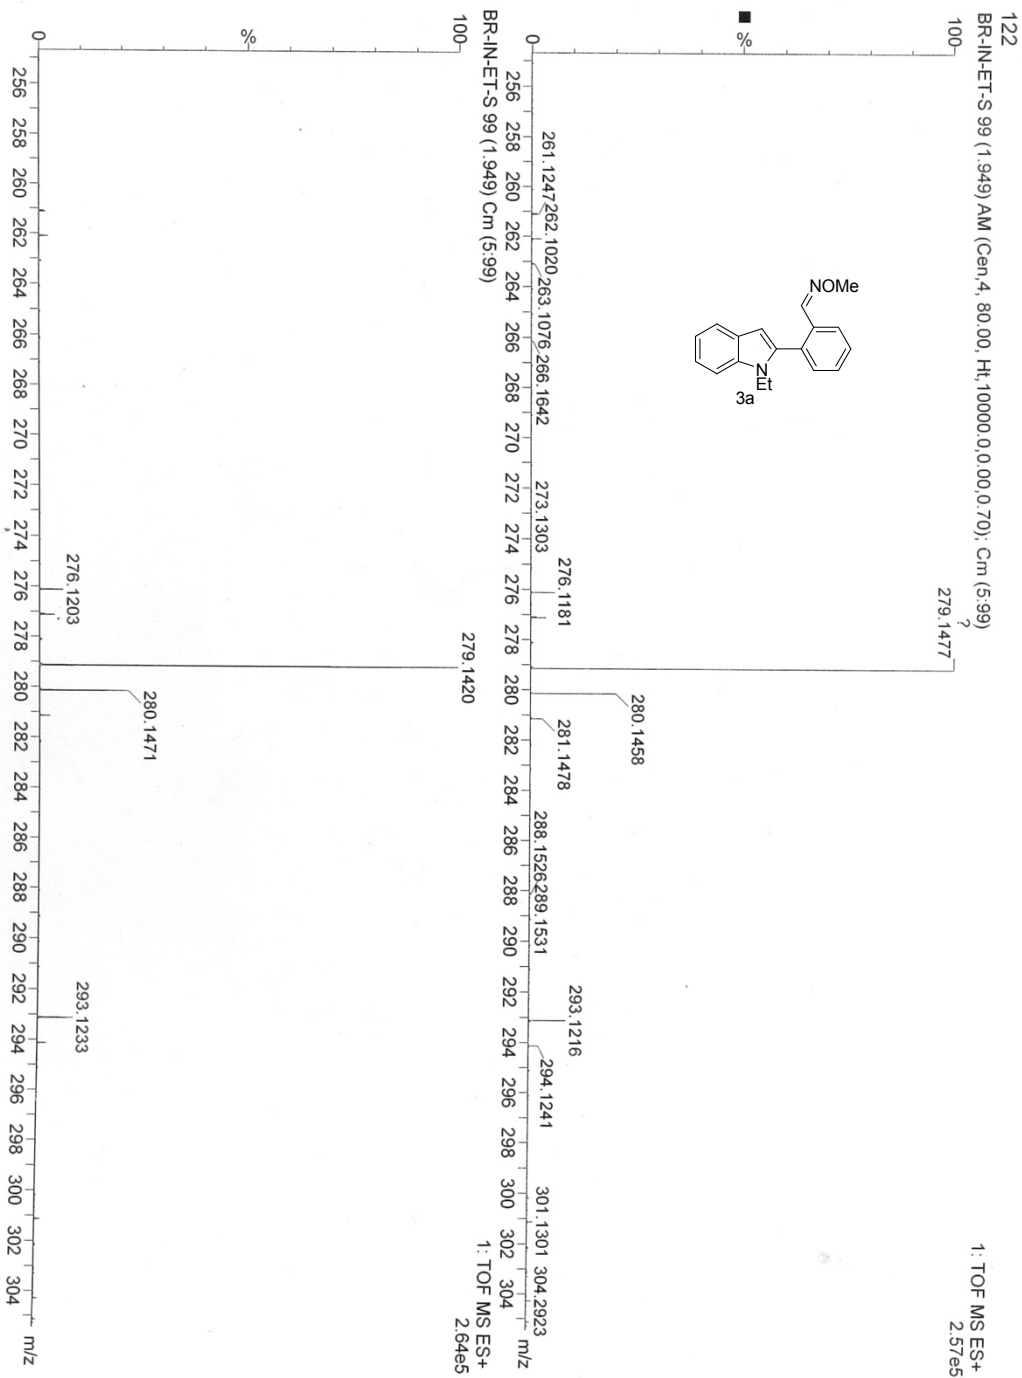 122
BR-IN-ET-S 99 (1.949) AM (Cen,4, 80.00, Ht,10000.0,0.00,0.70); Cm (5:99)
1: TOF MS ES+
2.57e5
279.1477
?
100
%
0
NOMe
N
Et
3a
261.1247
262.1020
263.1076
266.1642
273.1303
276.1181
280.1458
281.1478
288.1526
289.1531
293.1216
294.1241
301.1301
304.2923
256 258 260 262 264 266 268 270 272 274 276 278 280 282 284 286 288 290 292 294 296 298 300 302 304 m/z
BR-IN-ET-S 99 (1.949) Cm (5:99)
1: TOF MS ES+
2.64e5
279.1420
100
%
0
276.1203
280.1471
293.1233
256 258 260 262 264 266 268 270 272 274 276 278 280 282 284 286 288 290 292 294 296 298 300 302 304 m/z